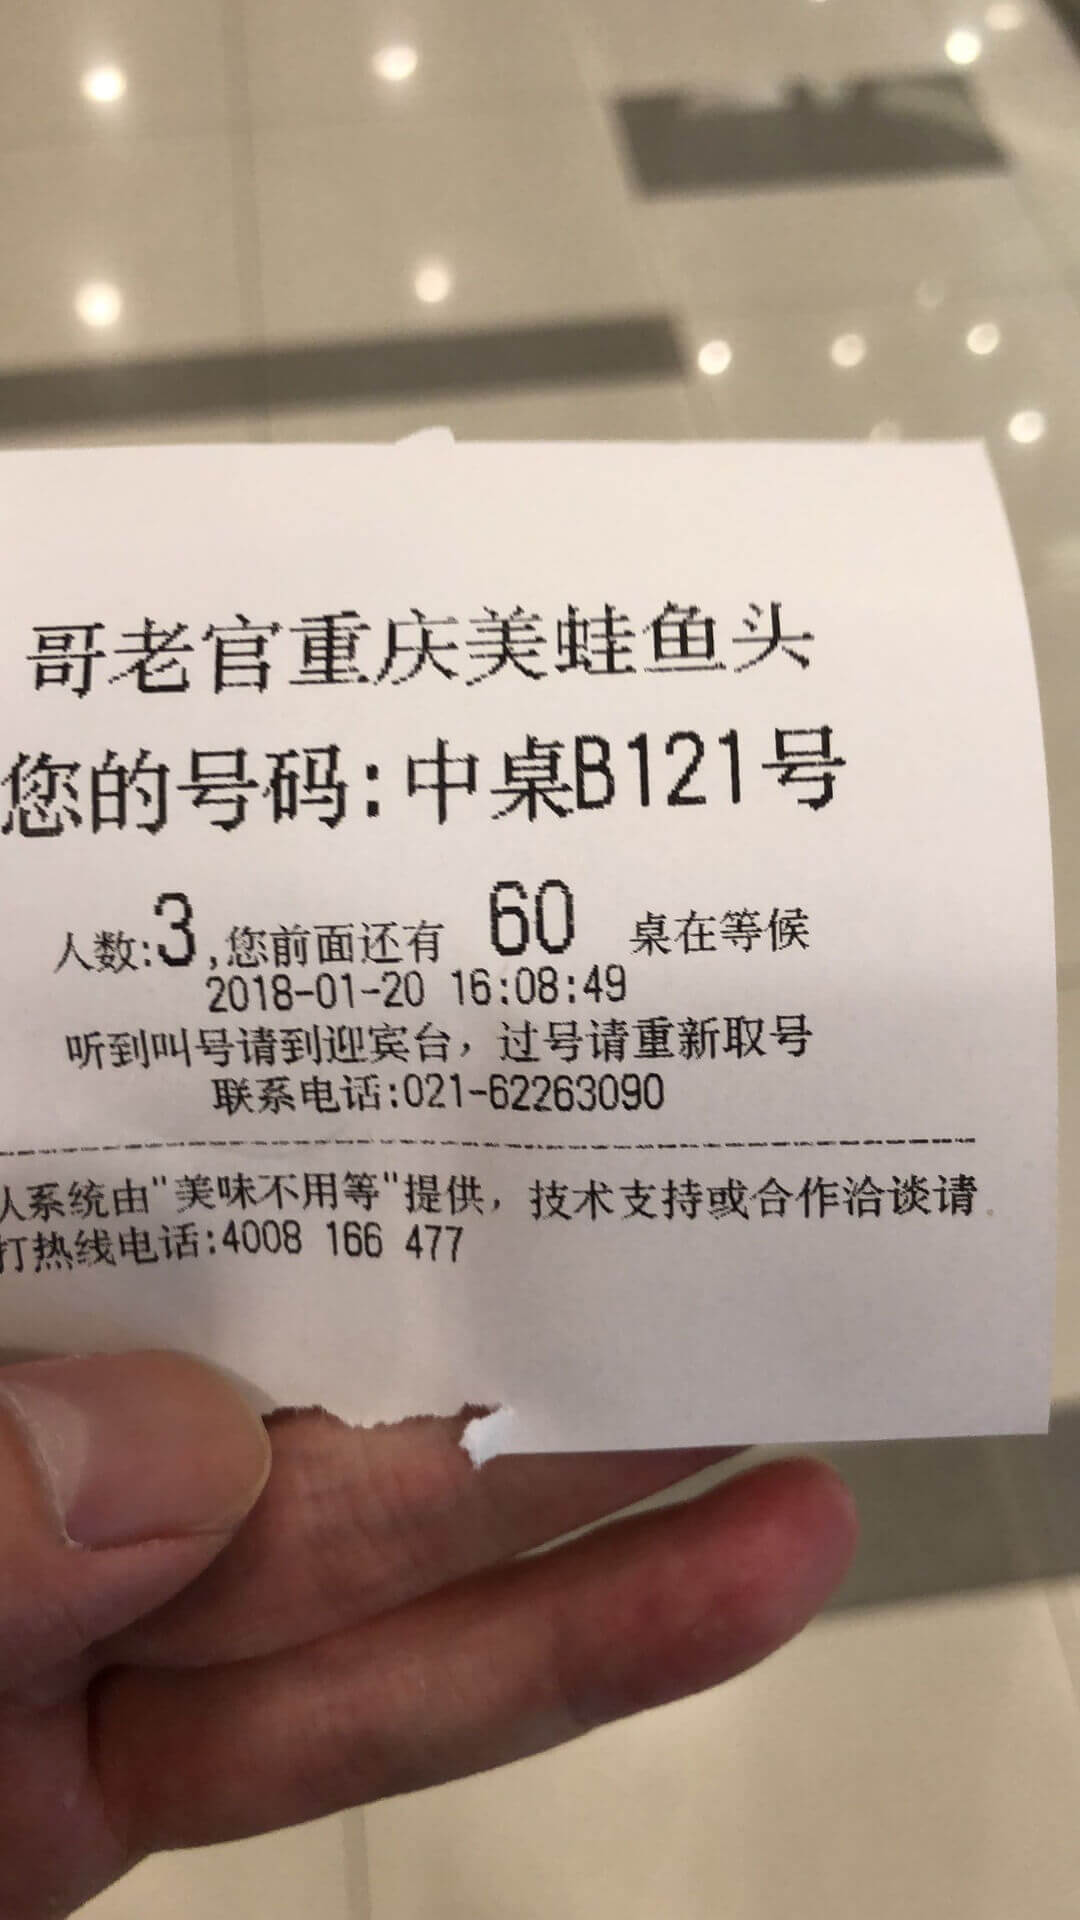 哥老官重庆美蛙鱼头
您的号码:中桌B121号
人数:3,您前面还有 60 桌在等候
2018-01-20 16:08:49
听到叫号请到迎宾台，过号请重新取号
联系电话:021-62263090
队系统由"美味不用等"提供，技术支持或合作洽谈请
打热线电话:4008 166 477